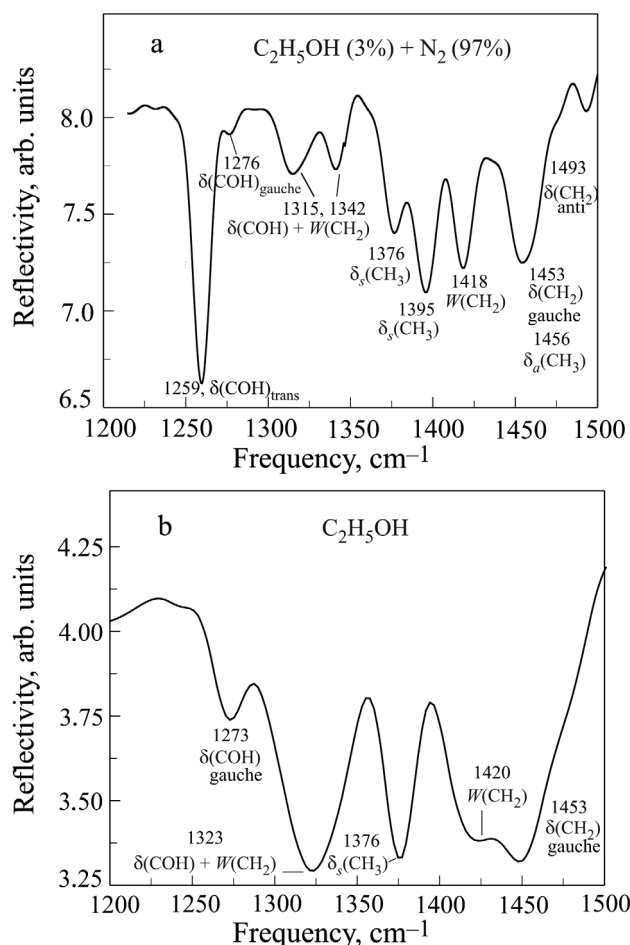 a
C₂H₅OH (3%) + N₂ (97%)
Reflectivity, arb. units
8.0
7.5
7.0
6.5
1276
δ(COH)gauche
1315, 1342
δ(COH) + W(CH₂)
1259, δ(COH)trans
1376
δs(CH₃)
1395
δs(CH₃)
1418
W(CH₂)
1493
δ(CH₂)
anti
1453
δ(CH₂)
gauche
1456
δa(CH₃)
1200 1250 1300 1350 1400 1450 1500
Frequency, cm–1
b
C₂H₅OH
Reflectivity, arb. units
4.25
4.00
3.75
3.50
3.25
1273
δ(COH)
gauche
1323
δ(COH) + W(CH₂)
1376
δs(CH₃)
1420
W(CH₂)
1453
δ(CH₂)
gauche
1200 1250 1300 1350 1400 1450 1500
Frequency, cm–1